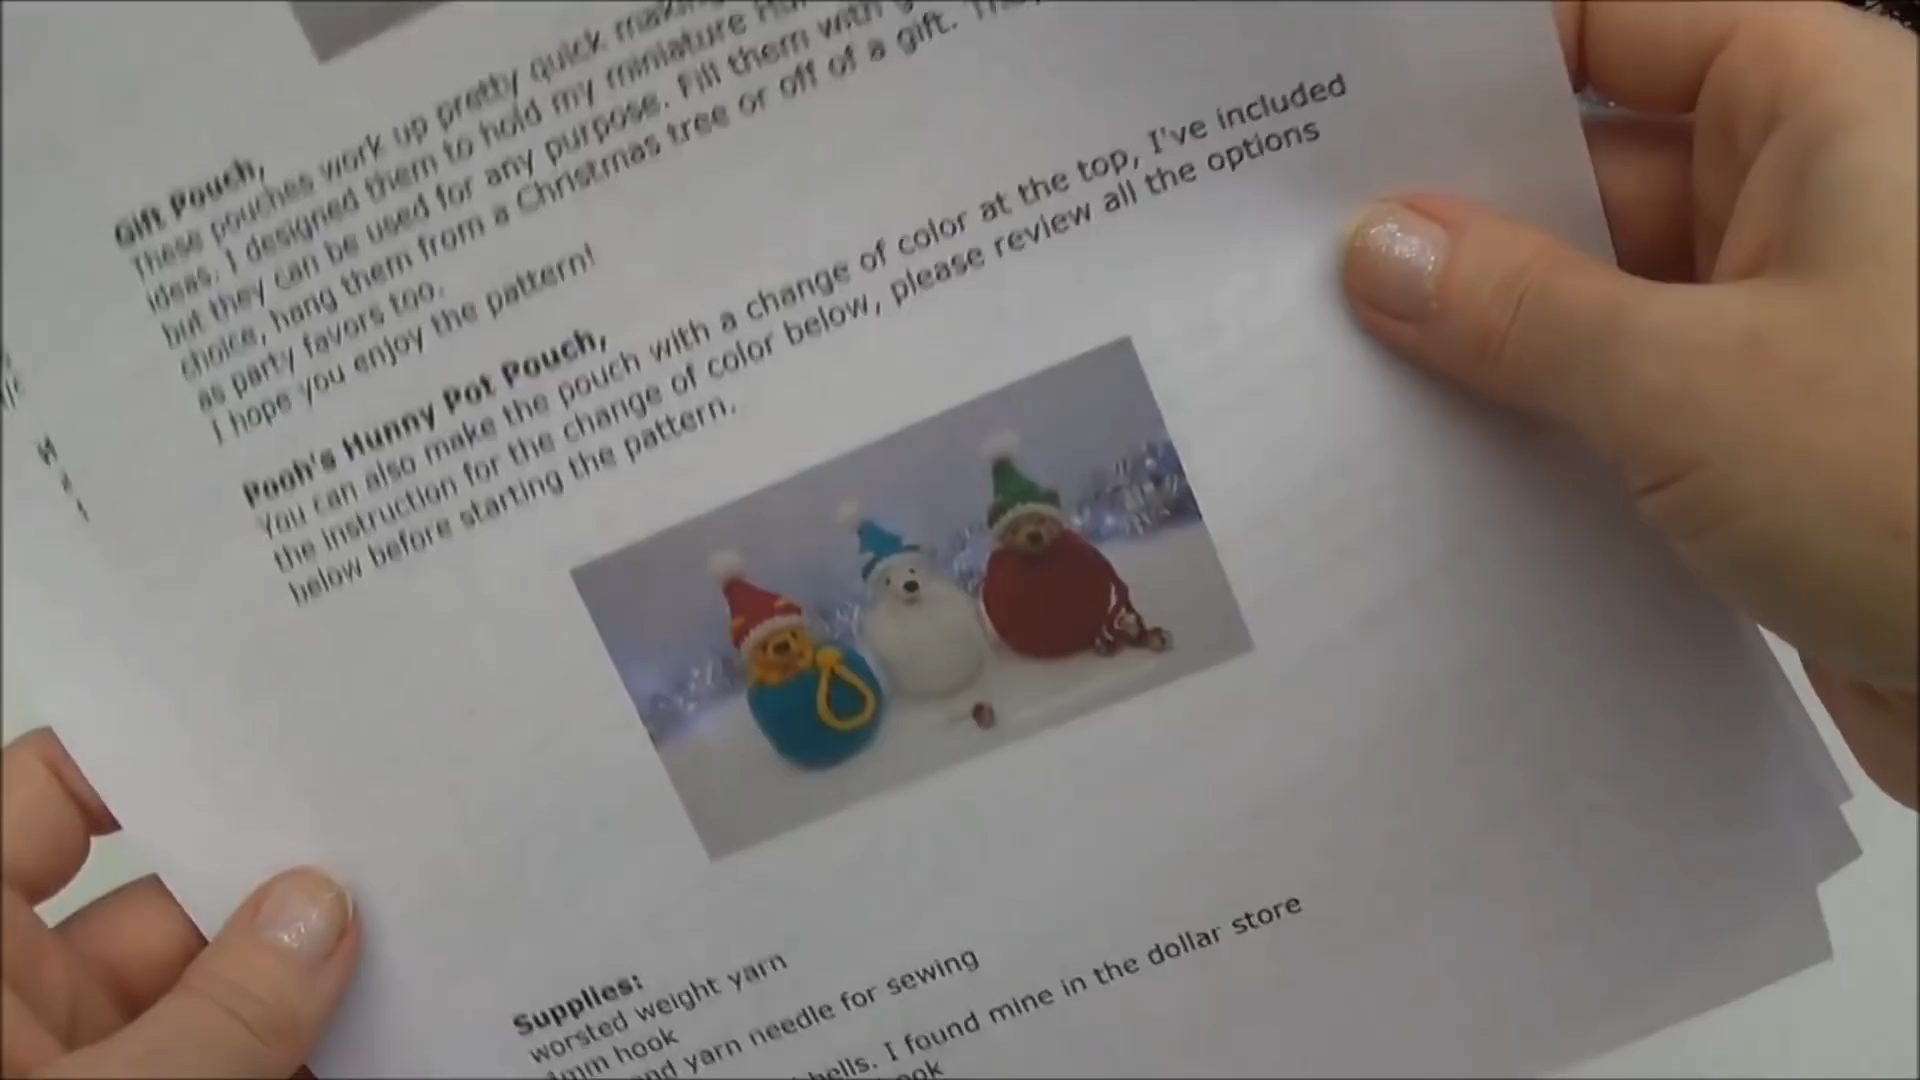 Gift Pouch,
These pouches work up pretty quick making
ideas. I designed them to hold my miniature
but they can be used for any purpose. Fill them with
choice, hang them from a Christmas tree or off of a gift.
as party favors too.
I hope you enjoy the pattern!
Pooh's Hunny Pot Pouch,
You can also make the pouch with a change of color at the top, I've included
the instruction for the change of color below, please review all the options
below before starting the pattern.
Supplies:
worsted weight yarn
4mm hook
and yarn needle for sewing
bells. I found mine in the dollar store